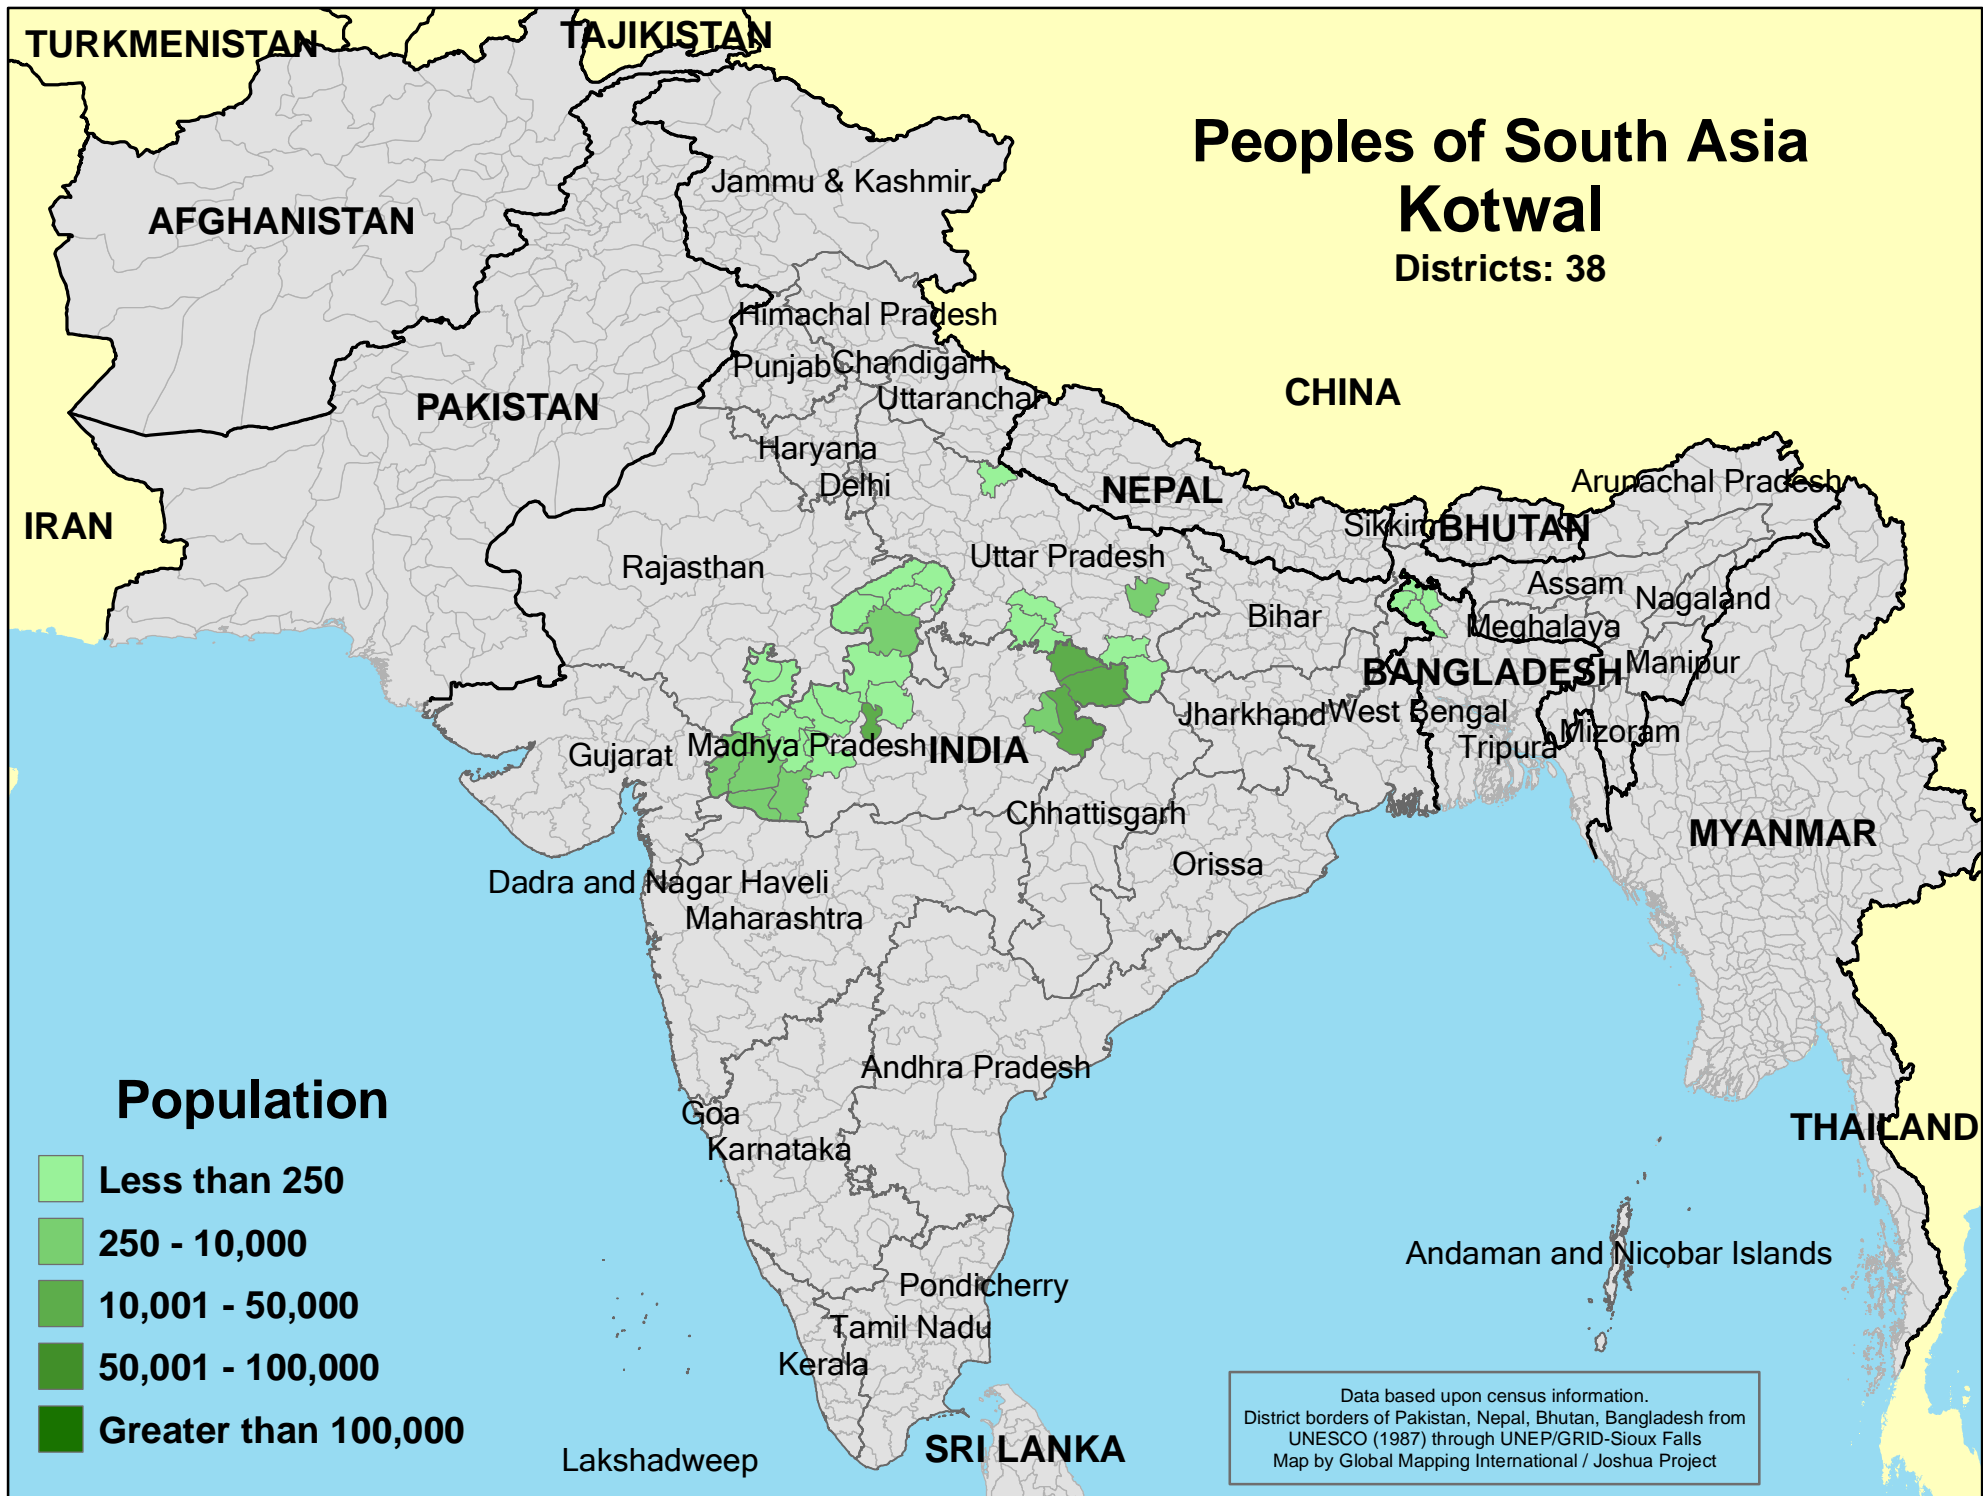 TURKMENISTAN
TAJIKISTAN
Peoples of South Asia
Kotwal
Districts: 38
Jammu & Kashmir
AFGHANISTAN
Himachal Pradesh
Punjab
Chandigarh
CHINA
Uttaranchal
PAKISTAN
Haryana
Delhi
NEPAL
Arunachal Pradesh
IRAN
Sikkim
BHUTAN
Rajasthan
Uttar Pradesh
Assam
Nagaland
Bihar
Meghalaya
BANGLADESH
Manipur
Jharkhand
West Bengal
Gujarat
Madhya Pradesh
INDIA
Tripura
Mizoram
Chhattisgarh
MYANMAR
Orissa
Dadra and Nagar Haveli
Maharashtra
Andhra Pradesh
Population
Goa
THAILAND
Karnataka
Less than 250
250 - 10,000
Andaman and Nicobar Islands
Pondicherry
10,001 - 50,000
Tamil Nadu
Kerala
50,001 - 100,000
Greater than 100,000
Data based upon census information.
District borders of Pakistan, Nepal, Bhutan, Bangladesh from
UNESCO (1987) through UNEP/GRID-Sioux Falls
Map by Global Mapping International / Joshua Project
SRI LANKA
Lakshadweep